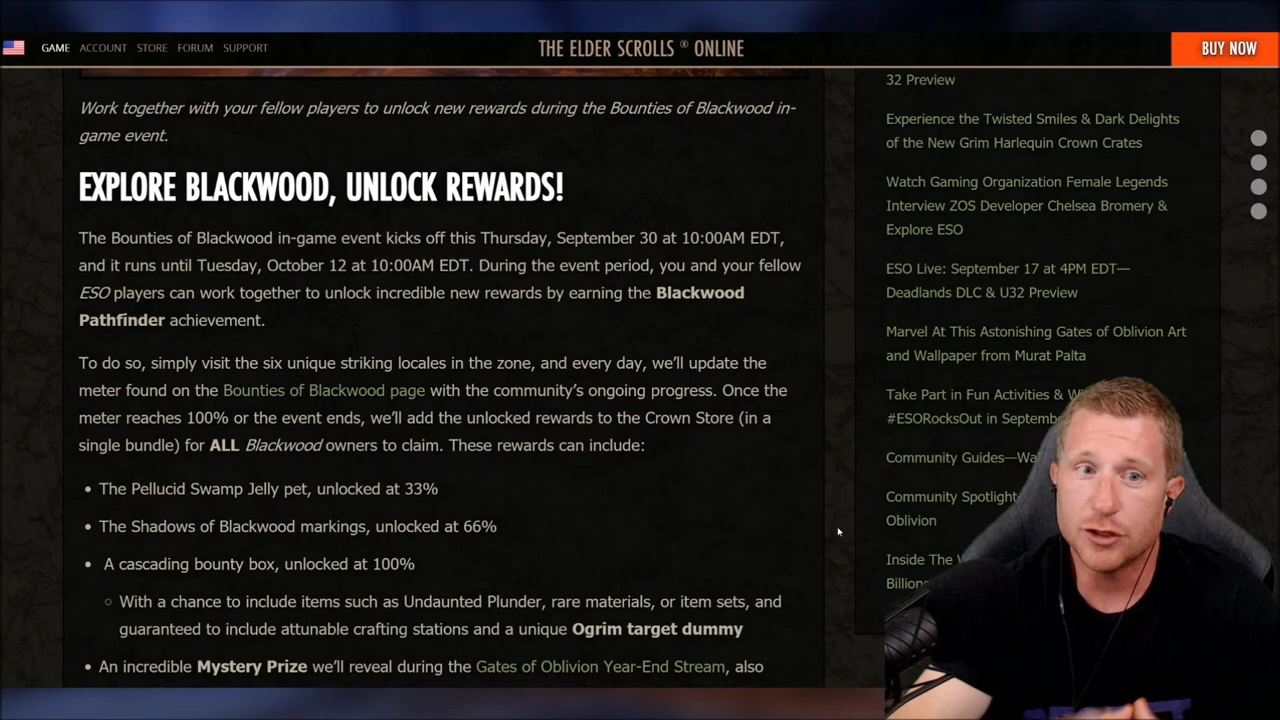 GAME ACCOUNT STORE FORUM SUPPORT
THE ELDER SCROLLS ® ONLINE
BUY NOW
Work together with your fellow players to unlock new rewards during the Bounties of Blackwood in-
game event.
EXPLORE BLACKWOOD, UNLOCK REWARDS!
The Bounties of Blackwood in-game event kicks off this Thursday, September 30 at 10:00AM EDT,
and it runs until Tuesday, October 12 at 10:00AM EDT. During the event period, you and your fellow
ESO players can work together to unlock incredible new rewards by earning the Blackwood
Pathfinder achievement.
To do so, simply visit the six unique striking locales in the zone, and every day, we'll update the
meter found on the Bounties of Blackwood page with the community's ongoing progress. Once the
meter reaches 100% or the event ends, we'll add the unlocked rewards to the Crown Store (in a
single bundle) for ALL Blackwood owners to claim. These rewards can include:
• The Pellucid Swamp Jelly pet, unlocked at 33%
• The Shadows of Blackwood markings, unlocked at 66%
• A cascading bounty box, unlocked at 100%
○ With a chance to include items such as Undaunted Plunder, rare materials, or item sets, and
guaranteed to include attunable crafting stations and a unique Ogrim target dummy
• An incredible Mystery Prize we'll reveal during the Gates of Oblivion Year-End Stream, also
32 Preview
Experience the Twisted Smiles & Dark Delights
of the New Grim Harlequin Crown Crates
Watch Gaming Organization Female Legends
Interview ZOS Developer Chelsea Bromery &
Explore ESO
ESO Live: September 17 at 4PM EDT—
Deadlands DLC & U32 Preview
Marvel At This Astonishing Gates of Oblivion Art
and Wallpaper from Murat Palta
Take Part in Fun Activities &
#ESORocksOut in
Community Guides—
Community Spotlight
Oblivion
Inside The